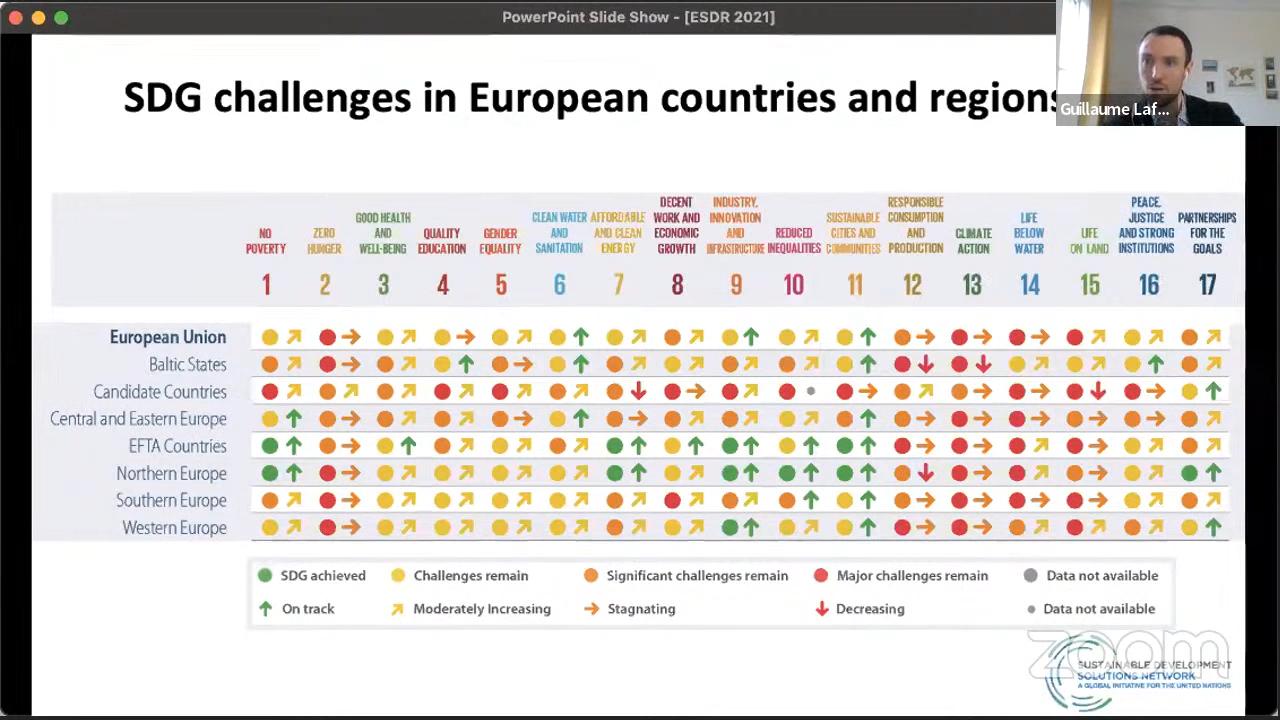 PowerPoint Slide Show - [ESDR 2021]
SDG challenges in European countries and regions
Guillaume Laf...
NO POVERTY
ZERO HUNGER
GOOD HEALTH AND WELL-BEING
QUALITY EDUCATION
GENDER EQUALITY
CLEAN WATER AND SANITATION
AFFORDABLE AND CLEAN ENERGY
DECENT WORK AND ECONOMIC GROWTH
INDUSTRY, INNOVATION AND INFRASTRUCTURE
REDUCED INEQUALITIES
SUSTAINABLE CITIES AND COMMUNITIES
RESPONSIBLE CONSUMPTION AND PRODUCTION
CLIMATE ACTION
LIFE BELOW WATER
LIFE ON LAND
PEACE, JUSTICE AND STRONG INSTITUTIONS
PARTNERSHIPS FOR THE GOALS
1 2 3 4 5 6 7 8 9 10 11 12 13 14 15 16 17
European Union
Baltic States
Candidate Countries
Central and Eastern Europe
EFTA Countries
Northern Europe
Southern Europe
Western Europe
SDG achieved Challenges remain Significant challenges remain Major challenges remain Data not available
On track Moderately Increasing Stagnating Decreasing Data not available
zoom
SUSTAINABLE DEVELOPMENT
SOLUTIONS NETWORK
A GLOBAL INITIATIVE FOR THE UNITED NATIONS